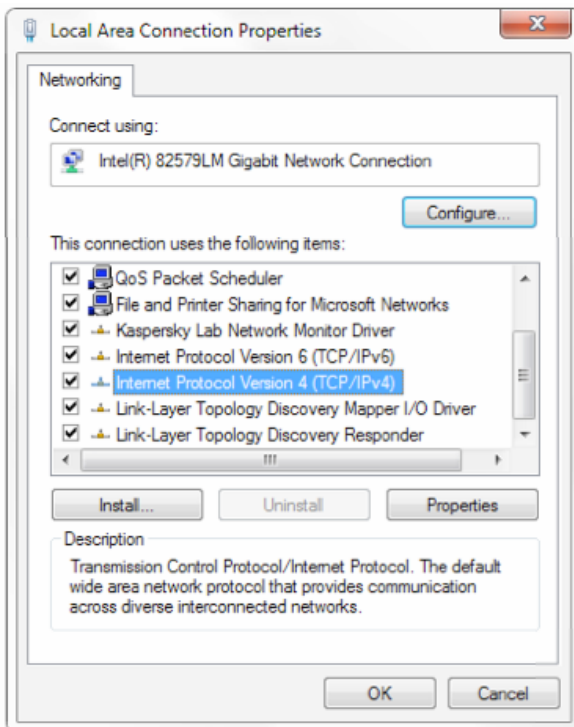 Local Area Connection Properties
Networking
Connect using:
Intel(R) 82579LM Gigabit Network Connection
Configure...
This connection uses the following items:
QoS Packet Scheduler
File and Printer Sharing for Microsoft Networks
Kaspersky Lab Network Monitor Driver
Internet Protocol Version 6 (TCP/IPv6)
Internet Protocol Version 4 (TCP/IPv4)
Link-Layer Topology Discovery Mapper I/O Driver
Link-Layer Topology Discovery Responder
Install... Uninstall Properties
Description
Transmission Control Protocol/Internet Protocol. The default
wide area network protocol that provides communication
across diverse interconnected networks.
OK Cancel